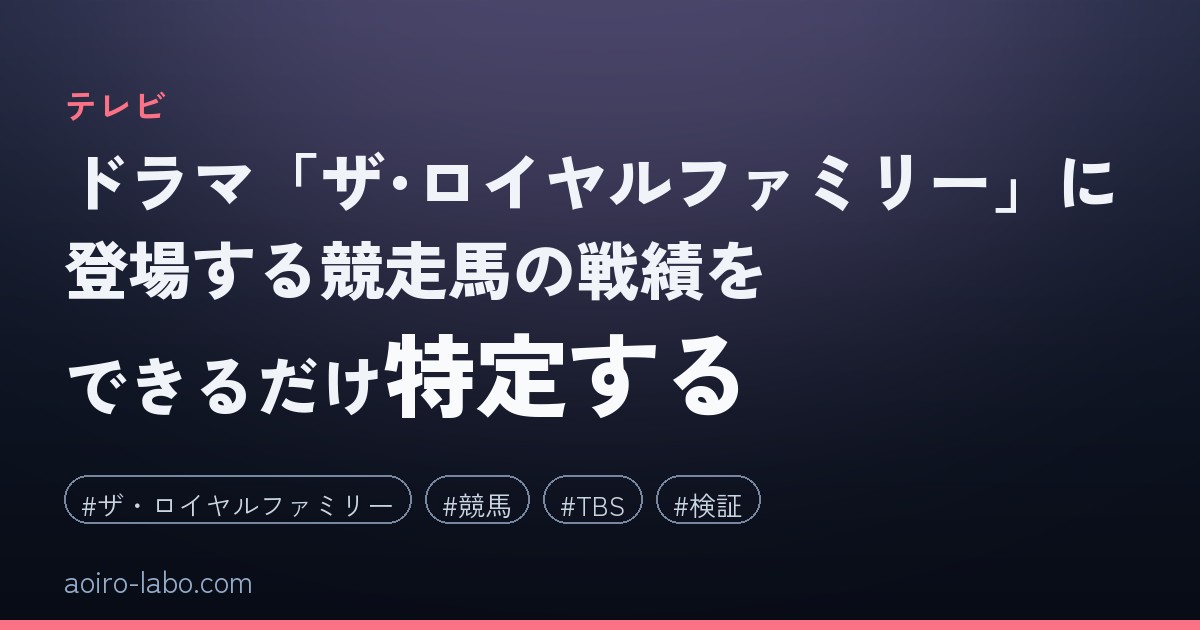 テレビ
ドラマ「ザ・ロイヤルファミリー」に
登場する競走馬の戦績を
できるだけ特定する
#ザ・ロイヤルファミリー #競馬 #TBS #検証
aoiro-labo.com